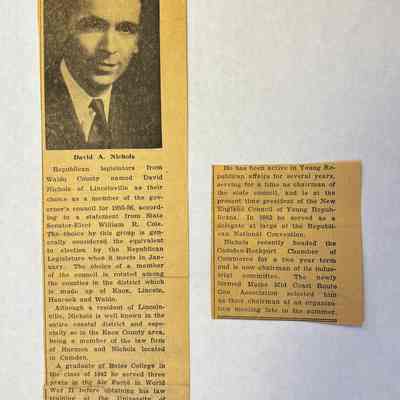 David A. Nichols
Republican legislators from
Waldo County named David
Nichols of Lincolnville as their
choice as a member of the gov-
ernor's council for 1955-56, accord-
ing to a statement from State
Senator-Elect William R. Cole.
The choice by this group is gen-
erally considered the equivalent
to election by the Republican
Legislature when it meets in Jan-
uary. The choice of a member
of the council is rotated among
the counties in the district which
is made up of Knox, Lincoln,
Hancock and Waldo.
Although a resident of Lincoln-
ville, Nichols is well known in the
entire coastal district and especi-
ally so in the Knox County area,
being a member of the law firm
of Harmon and Nichols located
in Camden.
A graduate of Bates College in
the class of 1942 he served three
years in the Air Force in World
War II before obtaining his law
training at the University of
He has been active in Young Re-
publican affairs for several years,
serving for a time as chairman of
the state council, and is at the
present time president of the New
England Council of Young Repub-
licans. In 1952 he served as a
delegate at large of the Republi-
can National Convention.
Nichols recently headed the
Camden-Rockport Chamber of
Commerce for a two year term
and is now chairman of its indus-
trial committee. The newly
formed Maine Mid Coast Route
One Association selected him
as their chairman at an organiza-
tion meeting late in the summer.